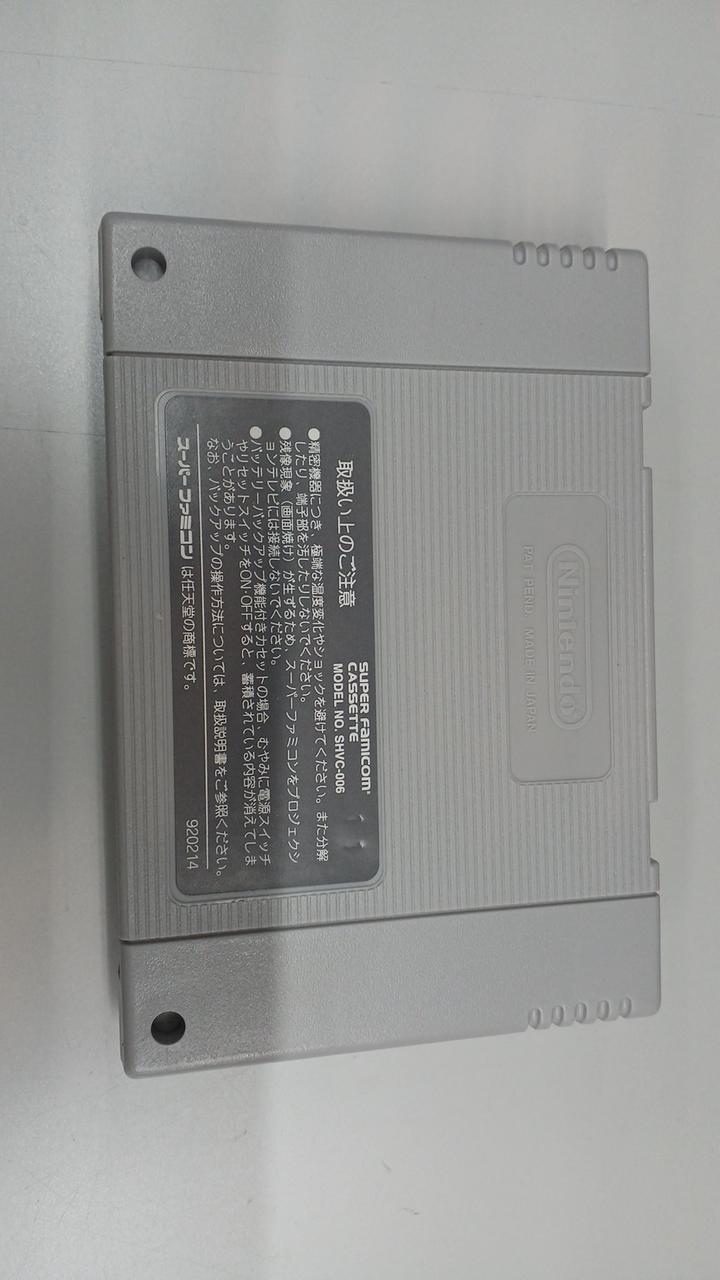 Nintendo
PAT. PEND. MADE IN JAPAN
SUPER FAMICOM
CASSETTE
MODEL NO. SHVC-006
取扱い上のご注意
●精密機器につき、極端な温度変化やショックを避けてください。また分解
したり、端子部を汚したりしないでください。
●残像現象（画面焼け）が生ずるため、スーパーファミコンをプロジェクシ
ョンテレビには接続しないでください。
●バッテリーバックアップ機能付きカセットの場合、むやみに電源スイッチ
やリセットスイッチをON・OFFすると、蓄積されている内容が消えてしま
うことがあります。
なお、バックアップの操作方法については、取扱説明書をご参照ください。
スーパーファミコンは任天堂の商標です。
920214